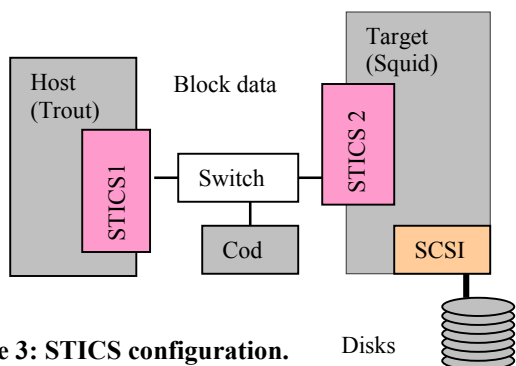 Host
(Trout)
STICS1
Block data
Switch
Cod
Target
(Squid)
STICS 2
SCSI
Disks
e 3: STICS configuration.